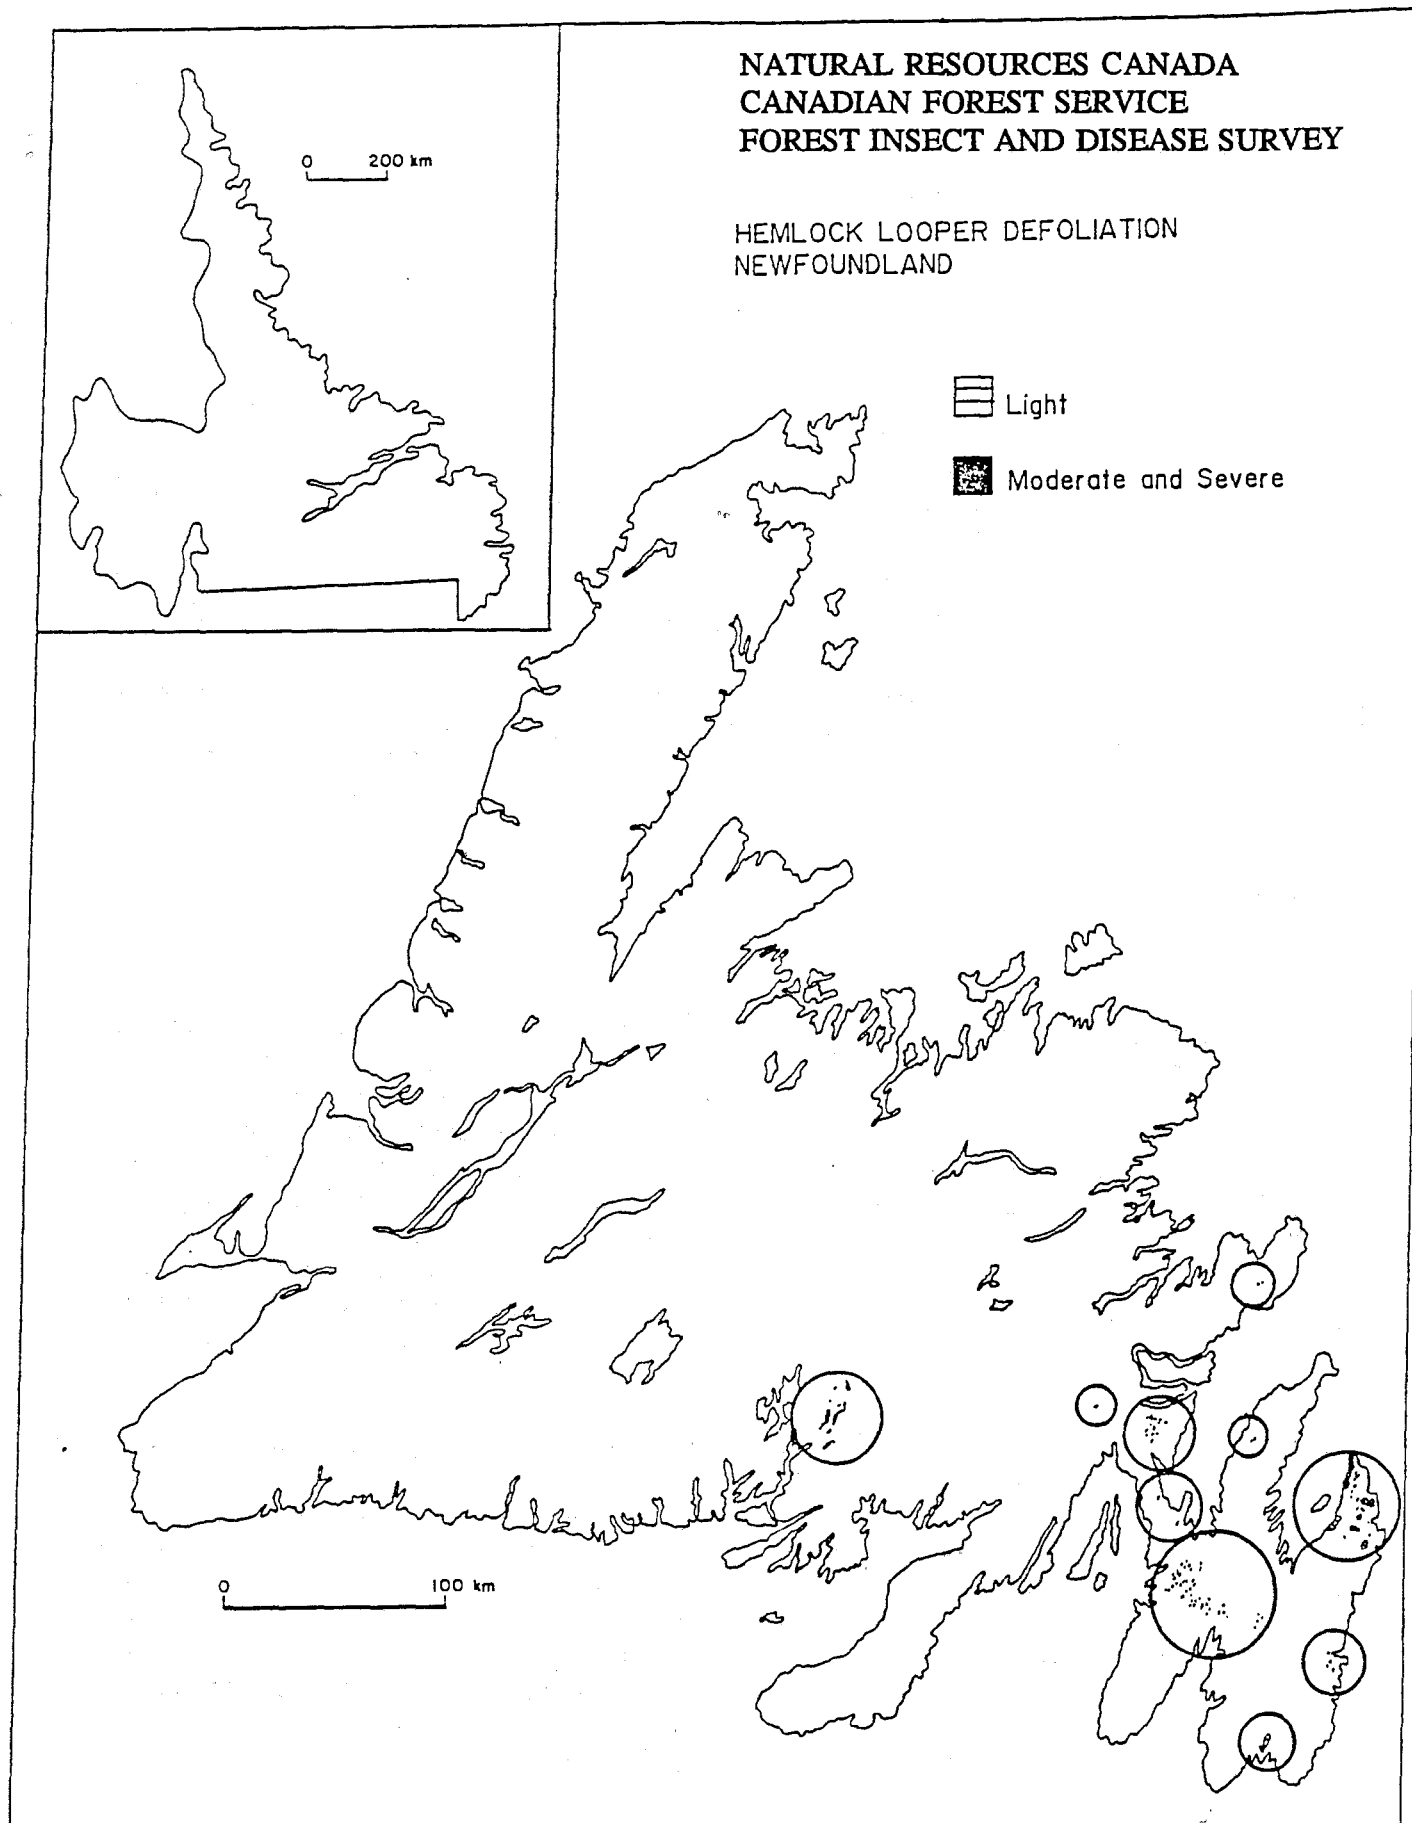 NATURAL RESOURCES CANADA
CANADIAN FOREST SERVICE
FOREST INSECT AND DISEASE SURVEY
0 200 km
HEMLOCK LOOPER DEFOLIATION
NEWFOUNDLAND
Light
Moderate and Severe
0 100 km